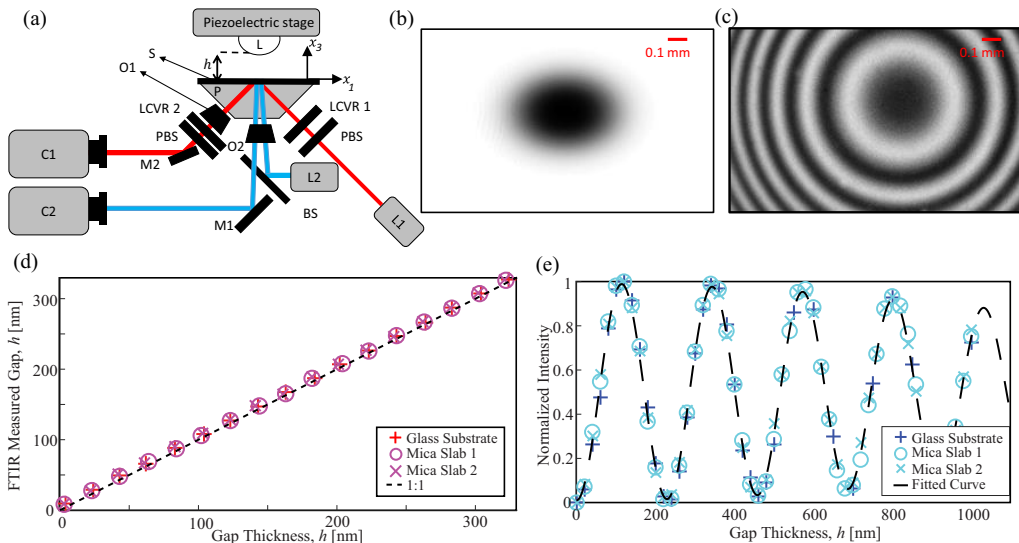 (a)
Piezoelectric stage
L
x3
h
S
O1
x1
P
LCVR 2
LCVR 1
PBS
PBS
C1
M2
O2
L2
C2
M1
BS
L1
(b)
0.1 mm
(c)
0.1 mm
(d)
FTIR Measured Gap, h [nm]
300
200
100
0
0
100
200
300
Gap Thickness, h [nm]
Glass Substrate
Mica Slab 1
Mica Slab 2
1:1
(e)
Normalized Intensity
1
0.8
0.6
0.4
0.2
0
0
200
400
600
800
1000
Gap Thickness, h [nm]
Glass Substrate
Mica Slab 1
Mica Slab 2
Fitted Curve